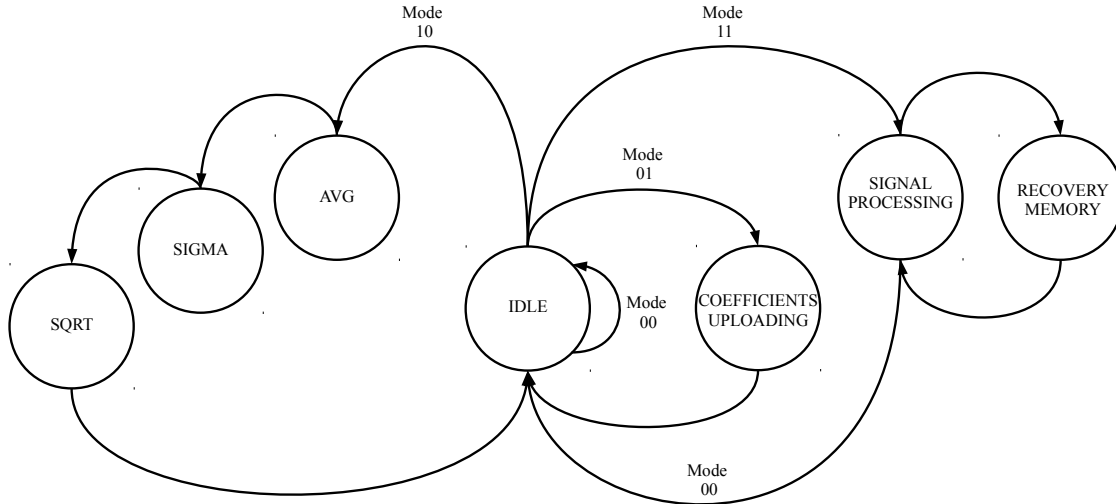 Mode
10
Mode
11
Mode
01
AVG
SIGNAL
PROCESSING
RECOVERY
MEMORY
SIGMA
IDLE
Mode
00
COEFFICIENTS
UPLOADING
SQRT
Mode
00